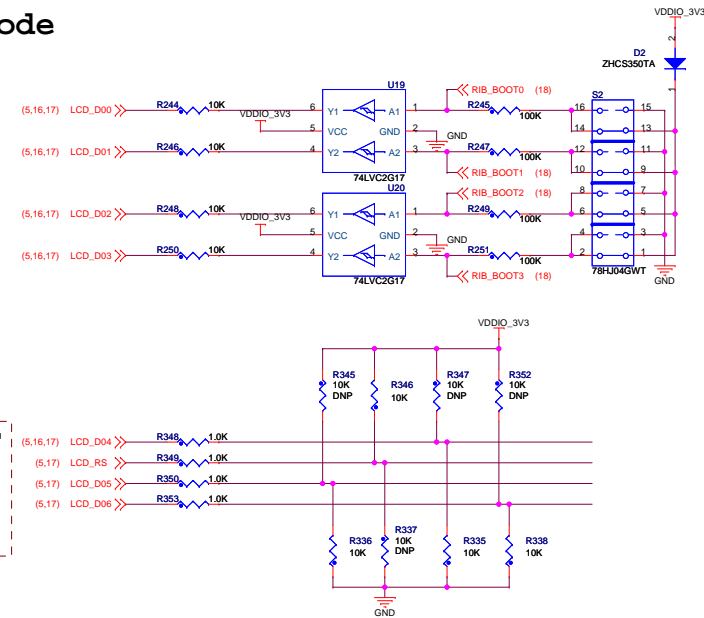 ode
VDDIO_3V3
2
D2
ZHCS350TA
1
U19
RIB_BOOT0 (18)
S2
(5,16,17) LCD_D00 R244 10K 6 Y1 A1 1 R245 100K 16 15
VDDIO_3V3 5 VCC GND 2 GND 14 13
(5,16,17) LCD_D01 R246 10K 4 Y2 A2 3 R247 100K 12 11
74LVC2G17 RIB_BOOT1 (18) 10 9
U20 RIB_BOOT2 (18) 8 7
(5,16,17) LCD_D02 R248 10K 6 Y1 A1 1 R249 100K 6 5
VDDIO_3V3 5 VCC GND 2 GND 4 3
(5,16,17) LCD_D03 R250 10K 4 Y2 A2 3 R251 100K 2 1
74LVC2G17 RIB_BOOT3 (18) 78HJ04GWT
GND
VDDIO_3V3
R345 10K DNP
R346 10K
R347 10K DNP
R352 10K DNP
(5,16,17) LCD_D04 R348 1.0K
(5,17) LCD_RS R349 1.0K
(5,17) LCD_D05 R350 1.0K
(5,17) LCD_D06 R353 1.0K
R336 10K
R337 10K DNP
R335 10K
R338 10K
GND